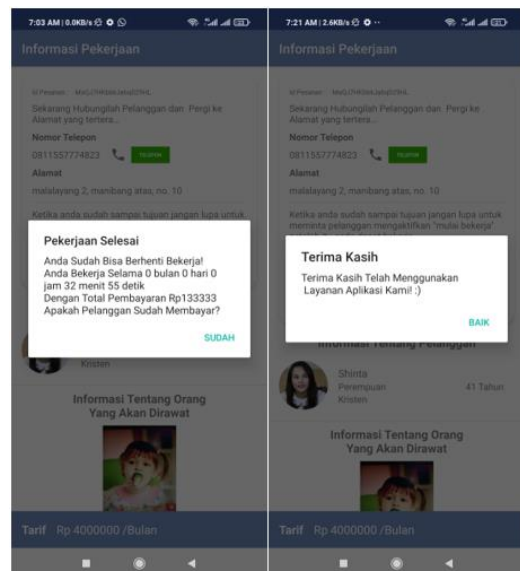 7:03 AM | 0.0KB/s
Informasi Pekerjaan
Id Pesanan :
Sekarang Hubungilah Pelanggan dan Pergi ke
Alamat yang tertera...
Nomor Telepon
0811557774823
TELEPON
Alamat
malalayang 2, manibang atas, no. 10
Ketika anda sudah sampai tujuan jangan lupa untuk
Pekerjaan Selesai
Anda Sudah Bisa Berhenti Bekerja!
Anda Bekerja Selama 0 bulan 0 hari 0
jam 32 menit 55 detik
Dengan Total Pembayaran Rp133333
Apakah Pelanggan Sudah Membayar?
SUDAH
Kristen
Informasi Tentang Orang
Yang Akan Dirawat
Tarif Rp 4000000 /Bulan
7:21 AM | 2.6KB/s
Informasi Pekerjaan
Id Pesanan :
Sekarang Hubungilah Pelanggan dan Pergi ke
Alamat yang tertera...
Nomor Telepon
0811557774823
TELEPON
Alamat
malalayang 2, manibang atas, no. 10
Ketika anda sudah sampai tujuan jangan lupa untuk
meminta pelanggan mengaktifkan "mulai bekerja"
Terima Kasih
Terima Kasih Telah Menggunakan
Layanan Aplikasi Kami! :)
BAIK
Informasi Tentang Pelanggan
Shinta
Perempuan 41 Tahun
Kristen
Informasi Tentang Orang
Yang Akan Dirawat
Tarif Rp 4000000 /Bulan